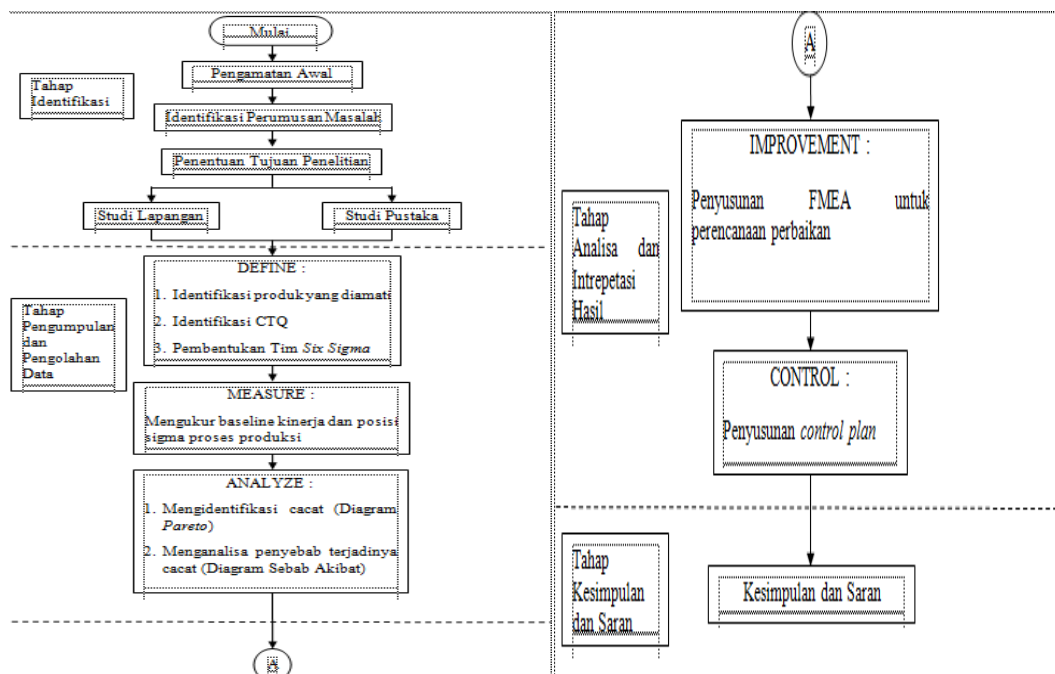 Mulai
Pengamatan Awal
Tahap
Identifikasi
Identifikasi Perumusan Masalah
Penentuan Tujuan Penelitian
Studi Lapangan
Studi Pustaka
DEFINE :
1. Identifikasi produk yang diamati
2. Identifikasi CTQ
3. Pembentukan Tim Six Sigma
Tahap
Pengumpulan
dan
Pengolahan
Data
MEASURE :
Mengukur baseline kinerja dan posisi
sigma proses produksi
ANALYZE :
1. Mengidentifikasi cacat (Diagram
Pareto)
2. Menganalisa penyebab terjadinya
cacat (Diagram Sebab Akibat)
A
A
IMPROVEMENT :
Penyusunan FMEA untuk
perencanaan perbaikan
Tahap
Analisa dan
Intrepetasi
Hasil
CONTROL :
Penyusunan control plan
Tahap
Kesimpulan
dan Saran
Kesimpulan dan Saran